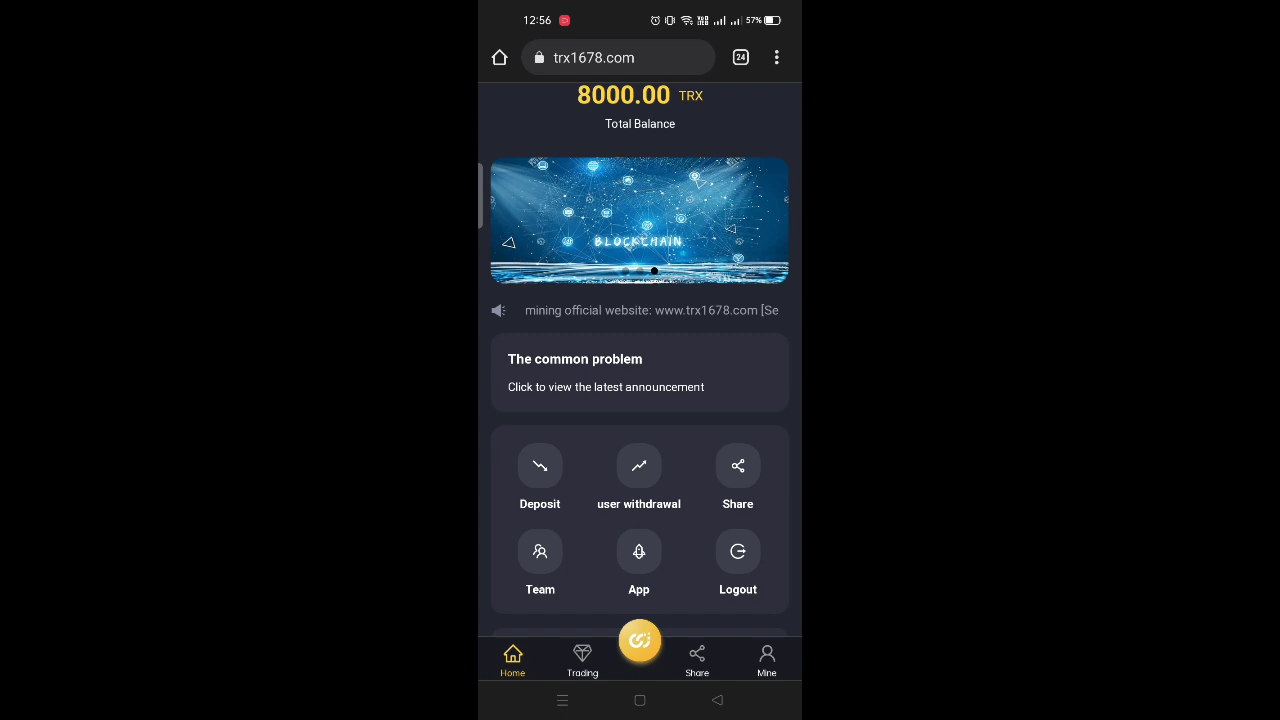 12:56
57%
trx1678.com
24
8000.00 TRX
Total Balance
BLOCKCHAIN
mining official website: www.trx1678.com [Se
The common problem
Click to view the latest announcement
Deposit
user withdrawal
Share
Team
App
Logout
Home
Trading
Share
Mine